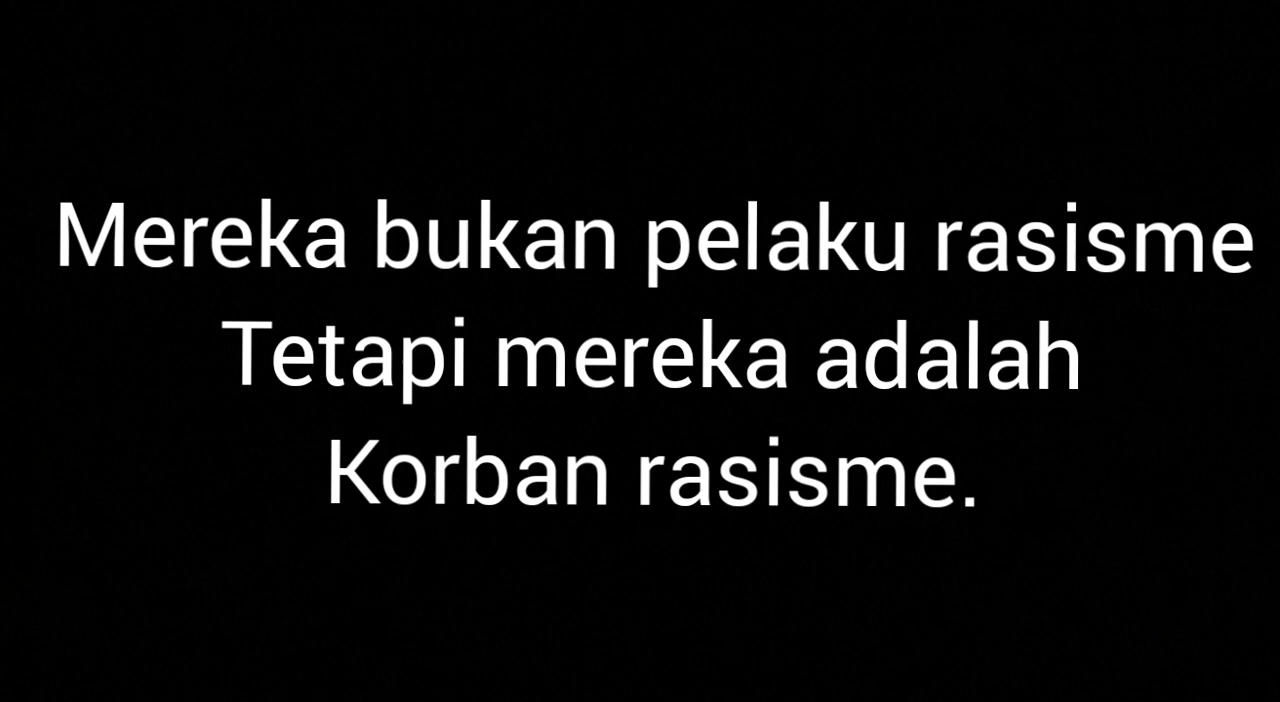 Mereka bukan pelaku rasisme
Tetapi mereka adalah
Korban rasisme.